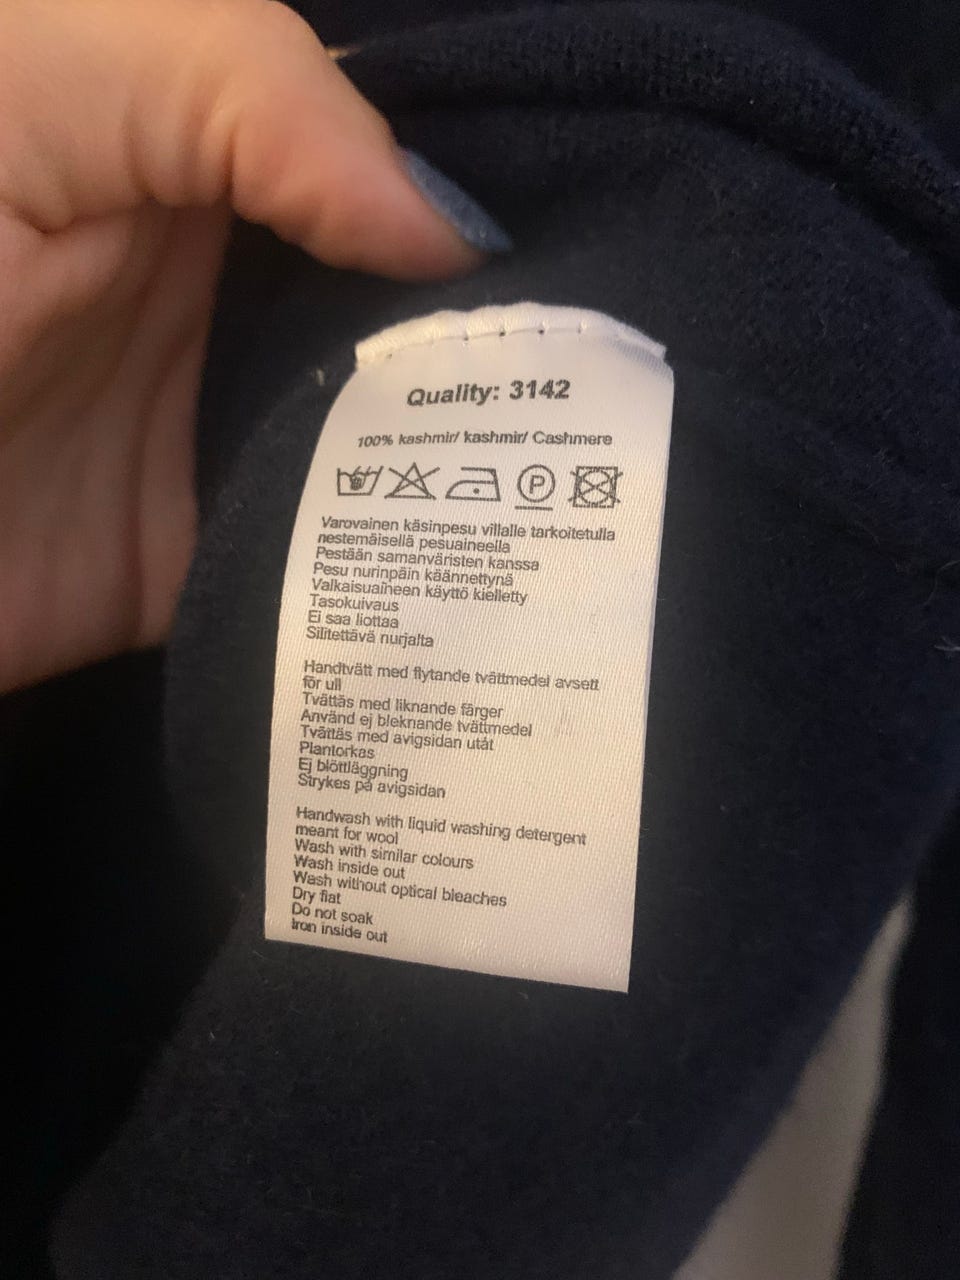 Quality: 3142
100% kashmir/ kashmir/ Cashmere
P
Varovainen käsinpesu villalle tarkoitetulla
nestemäisellä pesuaineella
Pestään samanväristen kanssa
Pesu nurinpäin käännettynä
Valkaisuaineen käyttö kielletty
Tasokuivaus
Ei saa liottaa
Silitettävä nurjalta
Handtvätt med flytande tvättmedel avsett
för ull
Tvättäs med liknande färger
Använd ej bleknande tvättmedel
Tvättäs med avigsidan utåt
Plantorkas
Ej blöttläggning
Strykes på avigsidan
Handwash with liquid washing detergent
meant for wool
Wash with similar colours
Wash inside out
Wash without optical bleaches
Dry flat
Do not soak
Iron inside out